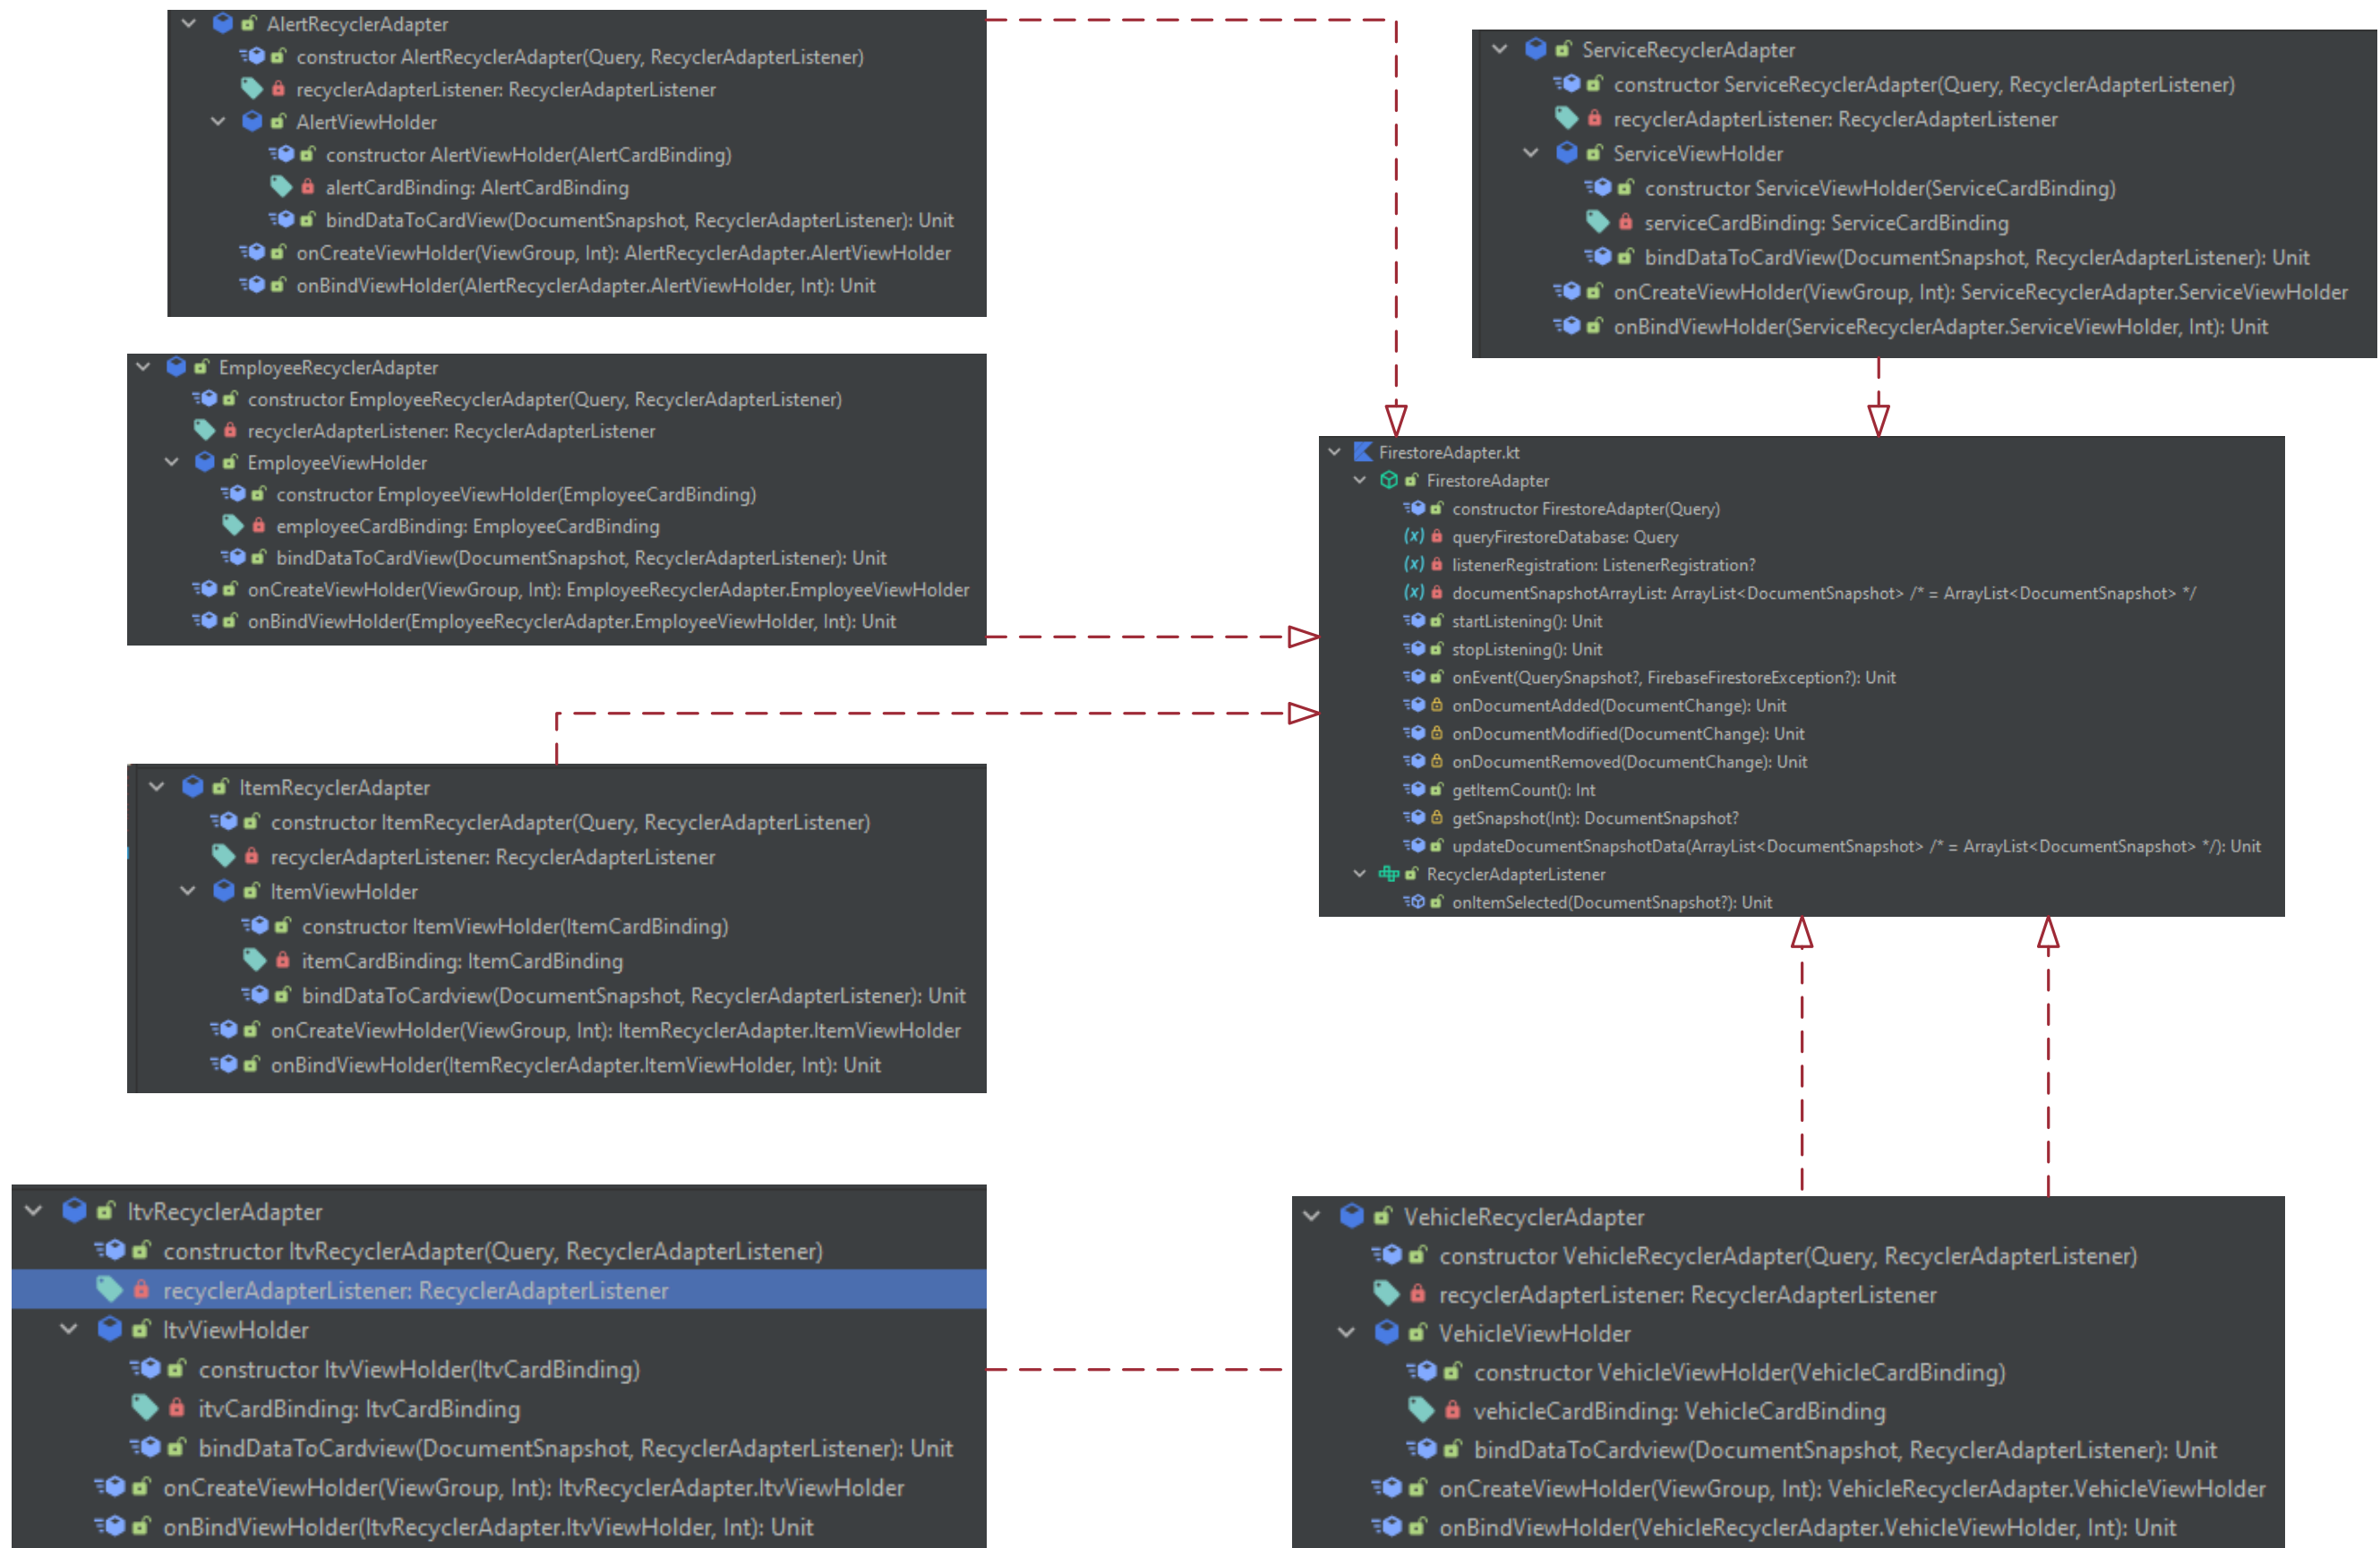 AlertRecyclerAdapter
constructor AlertRecyclerAdapter(Query, RecyclerAdapterListener)
recyclerAdapterListener: RecyclerAdapterListener
AlertViewHolder
constructor AlertViewHolder(AlertCardBinding)
alertCardBinding: AlertCardBinding
bindDataToCardView(DocumentSnapshot, RecyclerAdapterListener): Unit
onCreateViewHolder(ViewGroup, Int): AlertRecyclerAdapter.AlertViewHolder
onBindViewHolder(AlertRecyclerAdapter.AlertViewHolder, Int): Unit
ServiceRecyclerAdapter
constructor ServiceRecyclerAdapter(Query, RecyclerAdapterListener)
recyclerAdapterListener: RecyclerAdapterListener
ServiceViewHolder
constructor ServiceViewHolder(ServiceCardBinding)
serviceCardBinding: ServiceCardBinding
bindDataToCardView(DocumentSnapshot, RecyclerAdapterListener): Unit
onCreateViewHolder(ViewGroup, Int): ServiceRecyclerAdapter.ServiceViewHolder
onBindViewHolder(ServiceRecyclerAdapter.ServiceViewHolder, Int): Unit
EmployeeRecyclerAdapter
constructor EmployeeRecyclerAdapter(Query, RecyclerAdapterListener)
recyclerAdapterListener: RecyclerAdapterListener
EmployeeViewHolder
constructor EmployeeViewHolder(EmployeeCardBinding)
employeeCardBinding: EmployeeCardBinding
bindDataToCardView(DocumentSnapshot, RecyclerAdapterListener): Unit
onCreateViewHolder(ViewGroup, Int): EmployeeRecyclerAdapter.EmployeeViewHolder
onBindViewHolder(EmployeeRecyclerAdapter.EmployeeViewHolder, Int): Unit
FirestoreAdapter.kt
FirestoreAdapter
constructor FirestoreAdapter(Query)
(x) queryFirestoreDatabase: Query
(x) listenerRegistration: ListenerRegistration?
(x) documentSnapshotArrayList: ArrayList<DocumentSnapshot> /* = ArrayList<DocumentSnapshot> */
startListening(): Unit
stopListening(): Unit
onEvent(QuerySnapshot?, FirebaseFirestoreException?): Unit
onDocumentAdded(DocumentChange): Unit
onDocumentModified(DocumentChange): Unit
onDocumentRemoved(DocumentChange): Unit
getItemCount(): Int
getSnapshot(Int): DocumentSnapshot?
updateDocumentSnapshotData(ArrayList<DocumentSnapshot> /* = ArrayList<DocumentSnapshot> */): Unit
RecyclerAdapterListener
onItemSelected(DocumentSnapshot?): Unit
ItemRecyclerAdapter
constructor ItemRecyclerAdapter(Query, RecyclerAdapterListener)
recyclerAdapterListener: RecyclerAdapterListener
ItemViewHolder
constructor ItemViewHolder(ItemCardBinding)
itemCardBinding: ItemCardBinding
bindDataToCardview(DocumentSnapshot, RecyclerAdapterListener): Unit
onCreateViewHolder(ViewGroup, Int): ItemRecyclerAdapter.ItemViewHolder
onBindViewHolder(ItemRecyclerAdapter.ItemViewHolder, Int): Unit
ItvRecyclerAdapter
constructor ItvRecyclerAdapter(Query, RecyclerAdapterListener)
recyclerAdapterListener: RecyclerAdapterListener
ItvViewHolder
constructor ItvViewHolder(ItvCardBinding)
itvCardBinding: ItvCardBinding
bindDataToCardview(DocumentSnapshot, RecyclerAdapterListener): Unit
onCreateViewHolder(ViewGroup, Int): ItvRecyclerAdapter.ItvViewHolder
onBindViewHolder(ItvRecyclerAdapter.ItvViewHolder, Int): Unit
VehicleRecyclerAdapter
constructor VehicleRecyclerAdapter(Query, RecyclerAdapterListener)
recyclerAdapterListener: RecyclerAdapterListener
VehicleViewHolder
constructor VehicleViewHolder(VehicleCardBinding)
vehicleCardBinding: VehicleCardBinding
bindDataToCardview(DocumentSnapshot, RecyclerAdapterListener): Unit
onCreateViewHolder(ViewGroup, Int): VehicleRecyclerAdapter.VehicleViewHolder
onBindViewHolder(VehicleRecyclerAdapter.VehicleViewHolder, Int): Unit